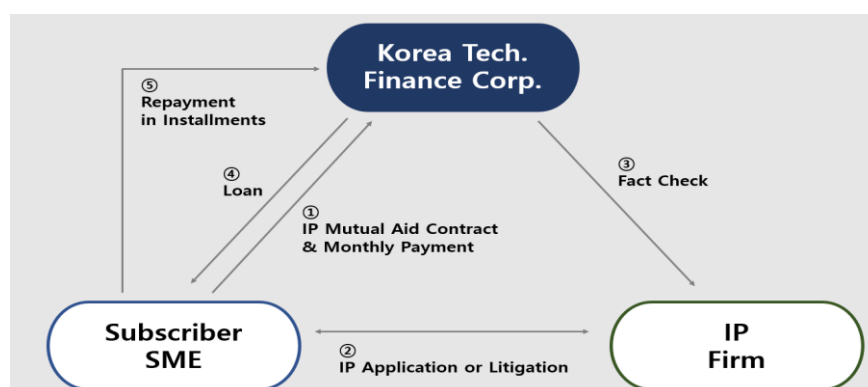 Korea Tech.
Finance Corp.
⑤
Repayment
in Installments
④
Loan
③
Fact Check
①
IP Mutual Aid Contract
& Monthly Payment
Subscriber
SME
②
IP Application or Litigation
IP
Firm